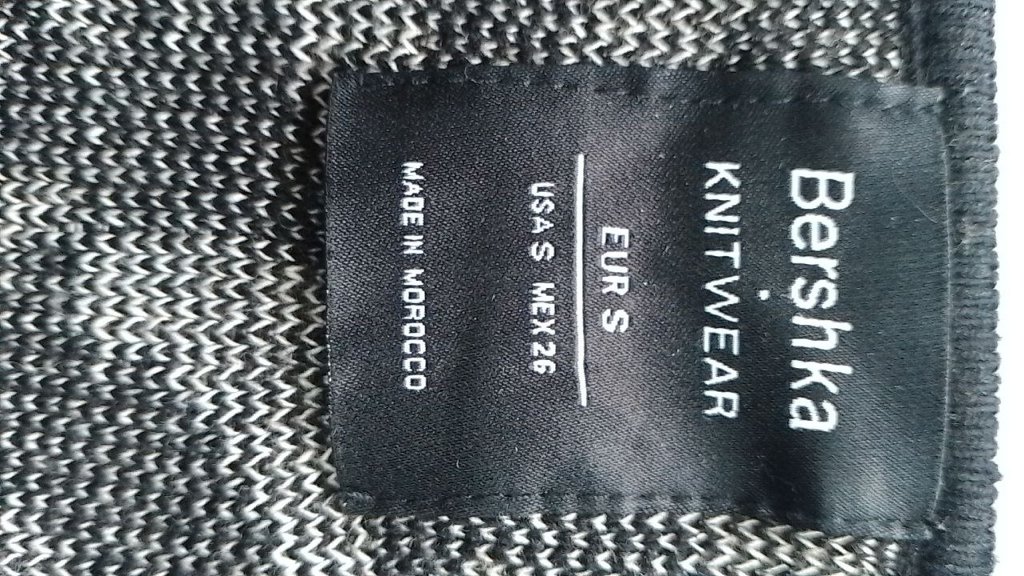 Bershka
KNITWEAR
EUR S
USA S MEX 26
MADE IN MOROCCO